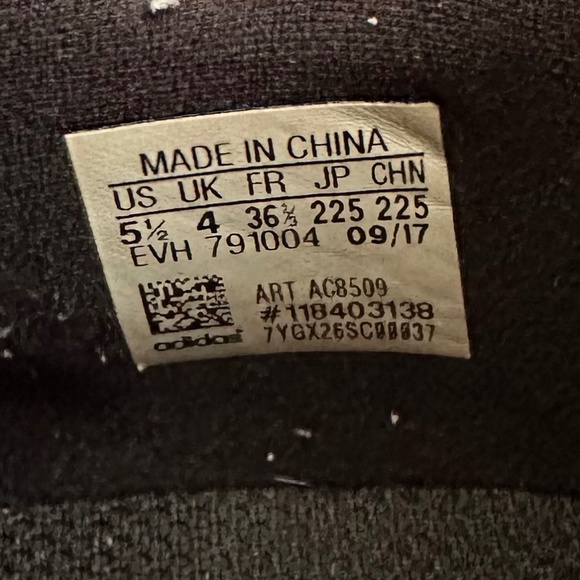 MADE IN CHINA
US UK FR JP CHN
5½ 4 36⅔ 225 225
EVH 791004 09/17
ART AC8509
#118403138
7YGX26SC00037
adidas